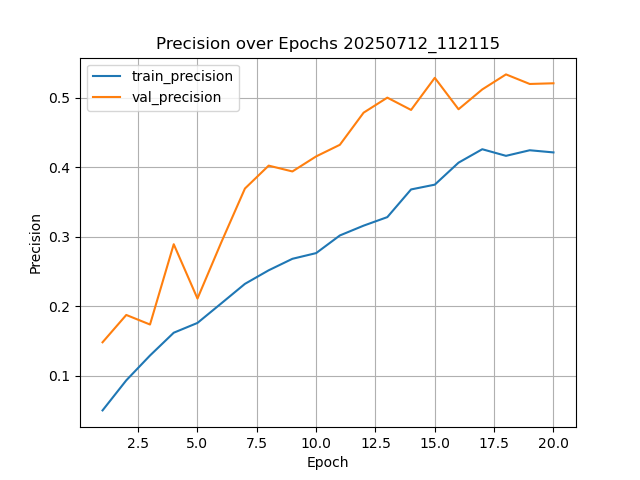 Precision over Epochs 20250712_112115
train_precision
val_precision
0.5
0.4
0.3
0.2
0.1
Precision
2.5 5.0 7.5 10.0 12.5 15.0 17.5 20.0
Epoch